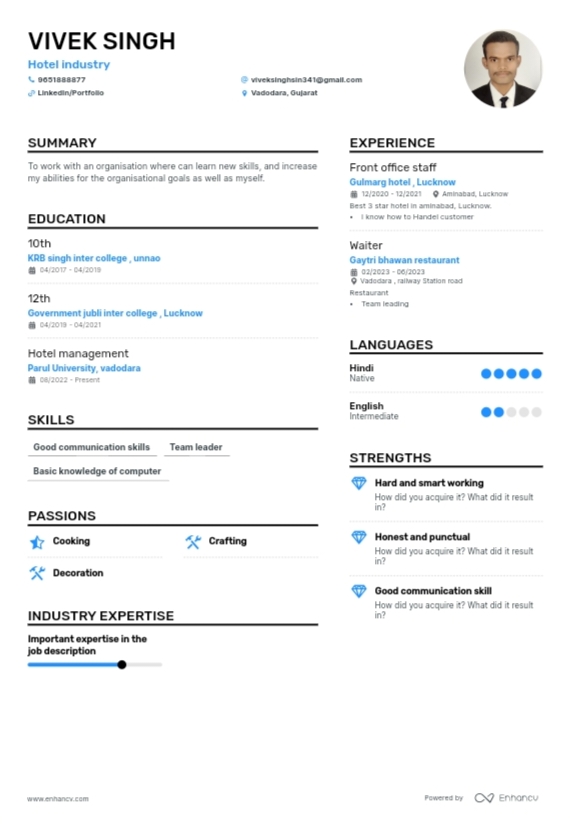 VIVEK SINGH
Hotel industry
9651888877
viveksinghsin341@gmail.com
LinkedIn/Portfolio
Vadodara, Gujarat
SUMMARY
To work with an organisation where can learn new skills, and increase
my abilities for the organisational goals as well as myself.
EDUCATION
10th
KRB singh inter college , unnao
04/2017 - 04/2019
12th
Government jubli inter college , Lucknow
04/2019 - 04/2021
Hotel management
Parul University, vadodara
08/2022 - Present
SKILLS
Good communication skills
Team leader
Basic knowledge of computer
PASSIONS
Cooking
Crafting
Decoration
INDUSTRY EXPERTISE
Important expertise in the
job description
EXPERIENCE
Front office staff
Gulmarg hotel , Lucknow
12/2020 - 12/2021
Aminabad, Lucknow
Best 3 star hotel in aminabad, Lucknow.
• I know how to Handel customer
Waiter
Gaytri bhawan restaurant
02/2023 - 06/2023
Vadodara , railway Station road
Restaurant
• Team leading
LANGUAGES
Hindi
Native
English
Intermediate
STRENGTHS
Hard and smart working
How did you acquire it? What did it result
in?
Honest and punctual
How did you acquire it? What did it result
in?
Good communication skill
How did you acquire it? What did it result
in?
www.enhancv.com
Powered by
Enhancv